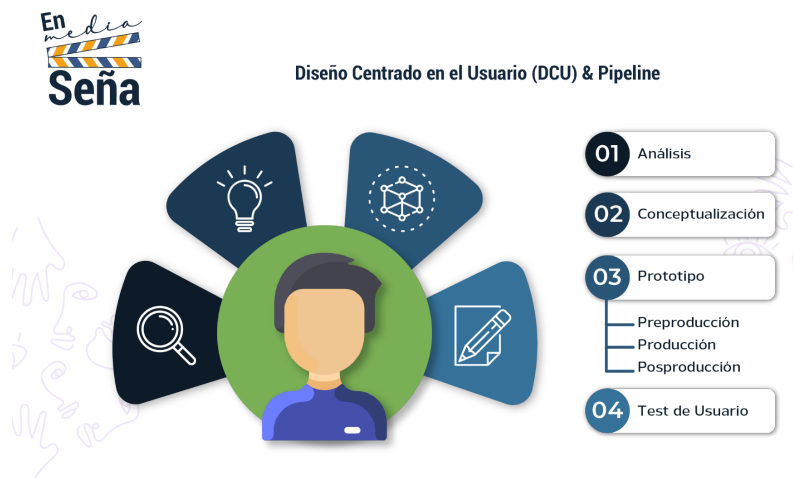 En
media
Seña
Diseño Centrado en el Usuario (DCU) & Pipeline
01 Análisis
02 Conceptualización
03 Prototipo
Preproducción
Producción
Posproducción
04 Test de Usuario